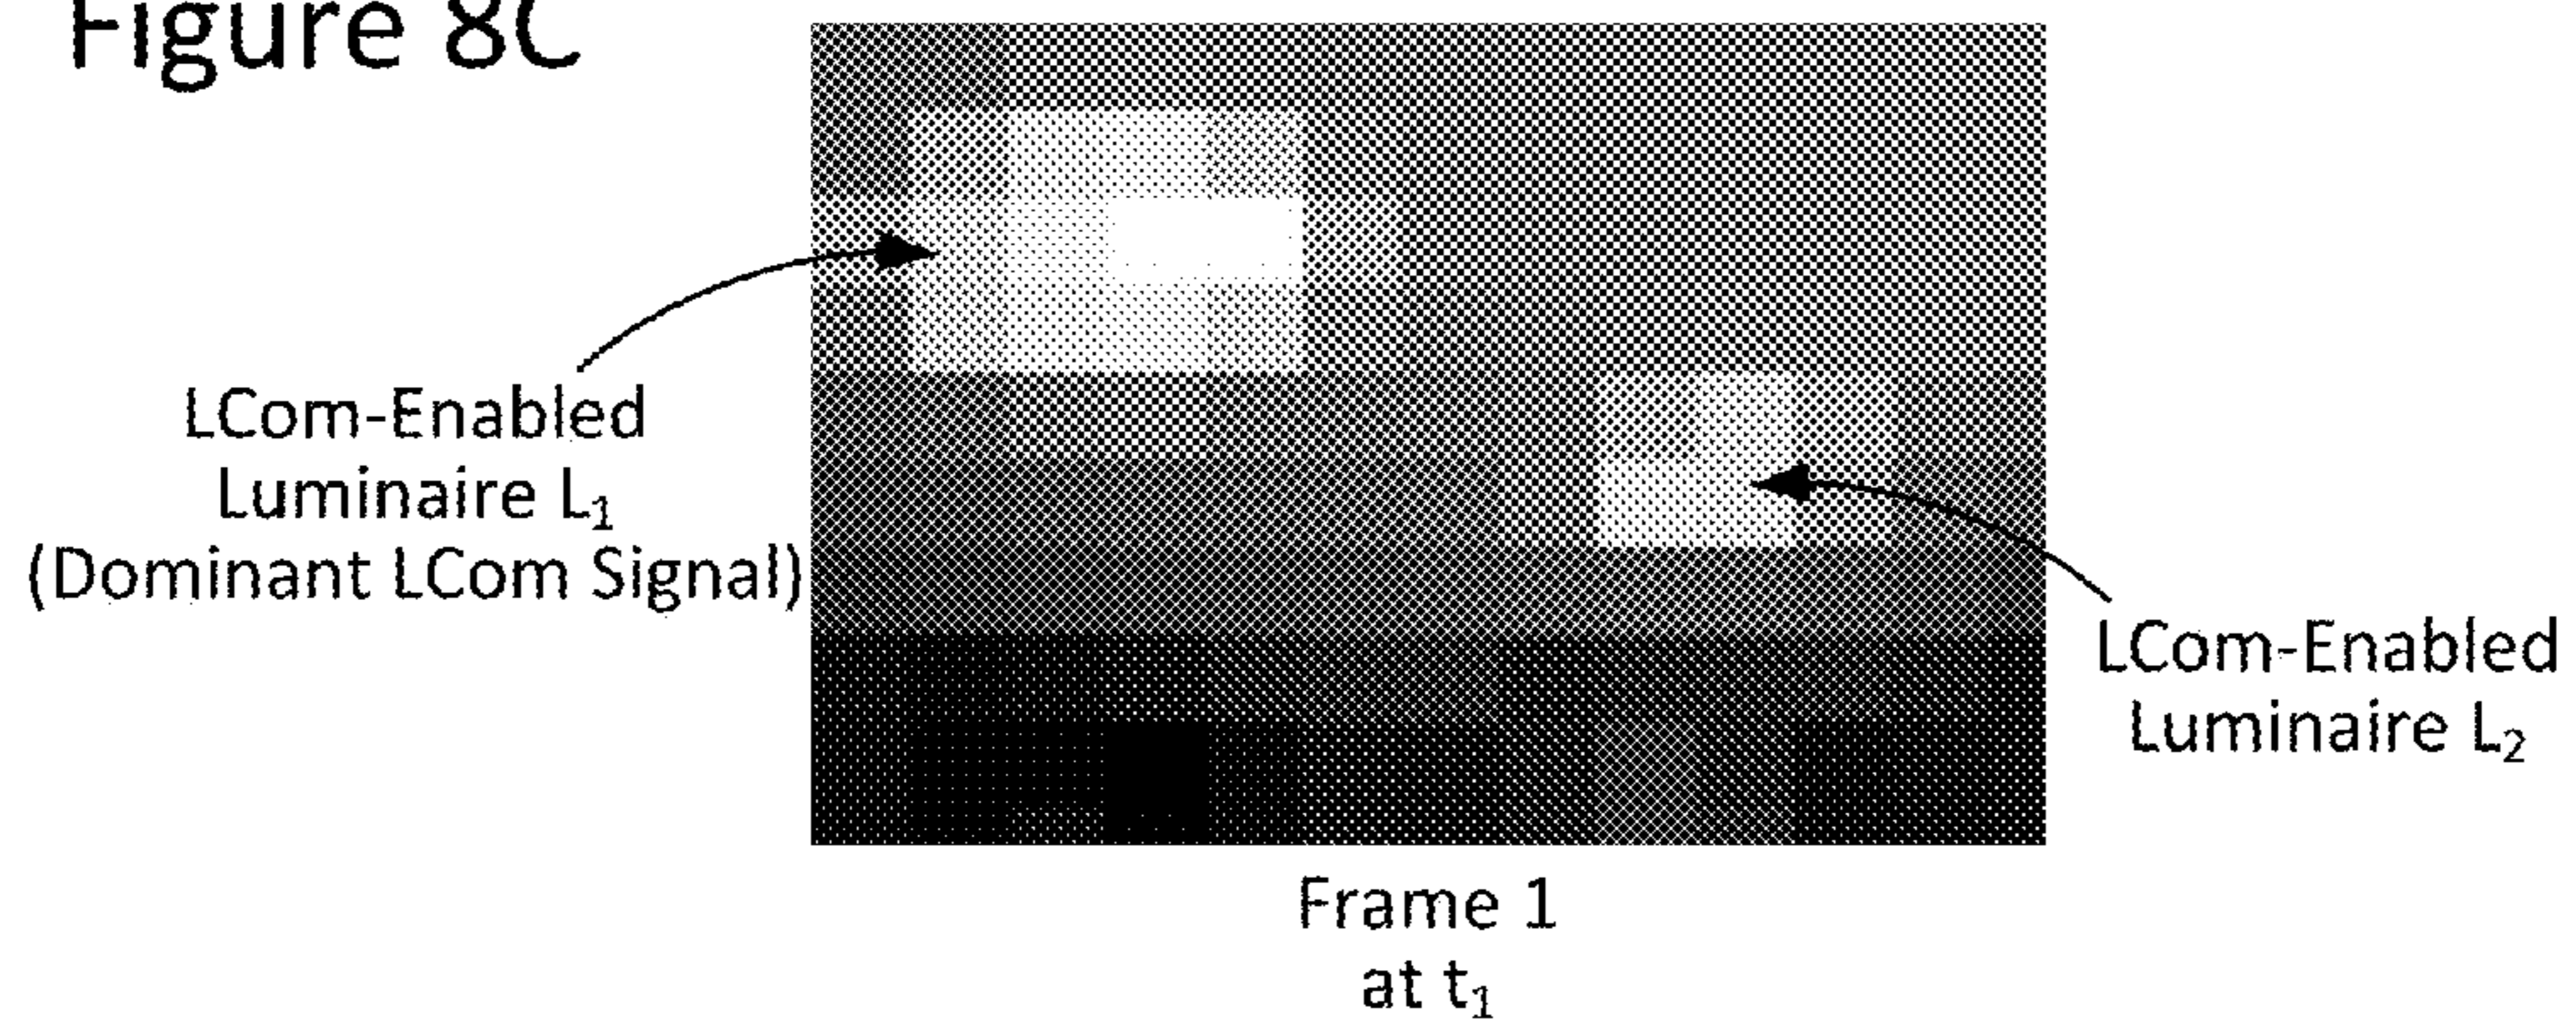 Figure 8C
LCom-Enabled
Luminaire L₁
(Dominant LCom Signal)
LCom-Enabled
Luminaire L₂
Frame 1
at t₁